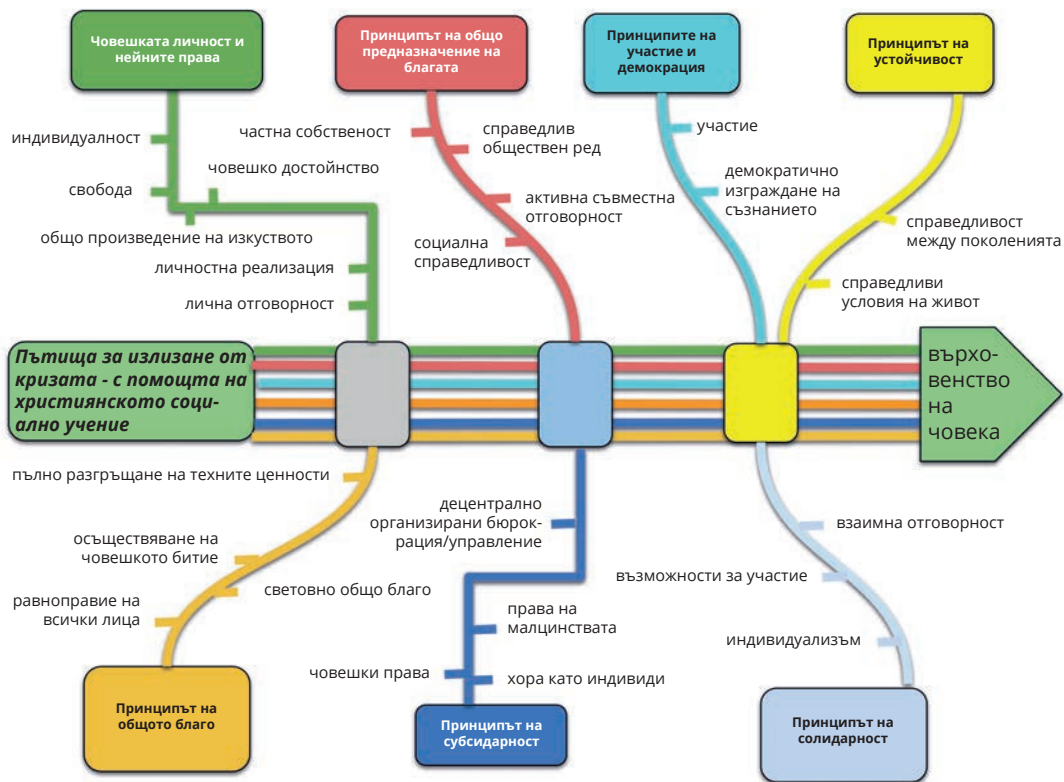 Човешката личност и
нейните права
Принципът на общо
предназначение на
благата
Принципите на
участие и
демокрация
Принципът на
устойчивост
индивидуалност
свобода
човешко достойнство
общо произведение на изкуството
личностна реализация
лична отговорност
частна собственост
справедлив
обществен ред
активна съвместна
отговорност
социална
справедливост
участие
демократично
изграждане на
съзнанието
справедливост
между поколенията
справедливи
условия на живот
Пътища за излизане от
кризата - с помощта на
християнското соци-
ално учение
върхо-
венство
на
човека
пълно разгръщане на техните ценности
осъществяване на
човешкото битие
световно общо благо
равноправие на
всички лица
децентрално
организирани бюрок-
рация/управление
права на
малцинствата
човешки права
хора като индивиди
взаимна отговорност
възможности за участие
индивидуализъм
Принципът на
общото благо
Принципът на
субсидарност
Принципът на
солидарност